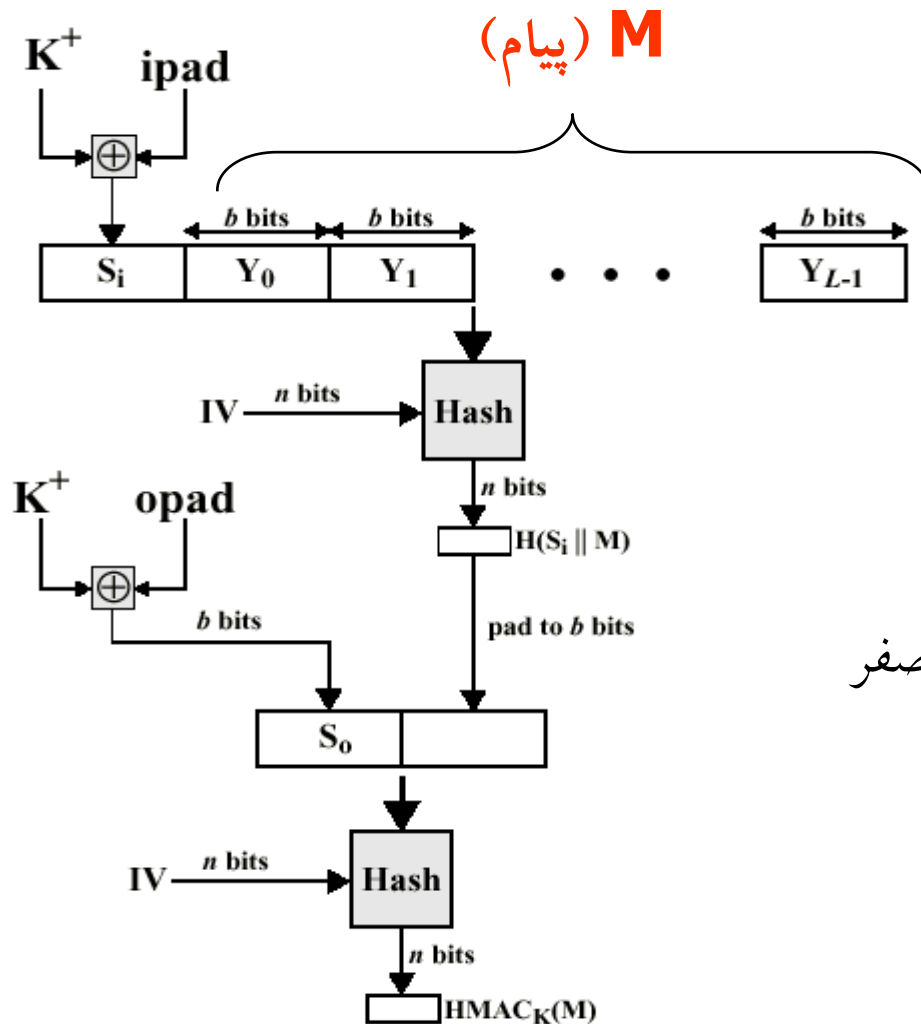 M (پیام)
K+ ipad
⊕
b bits b bits b bits
Si Y0 Y1 • • • YL-1
IV n bits Hash
n bits
K+ opad
H(Si || M)
⊕
b bits
pad to b bits
صفر
So
IV n bits Hash
n bits
HMACK(M)